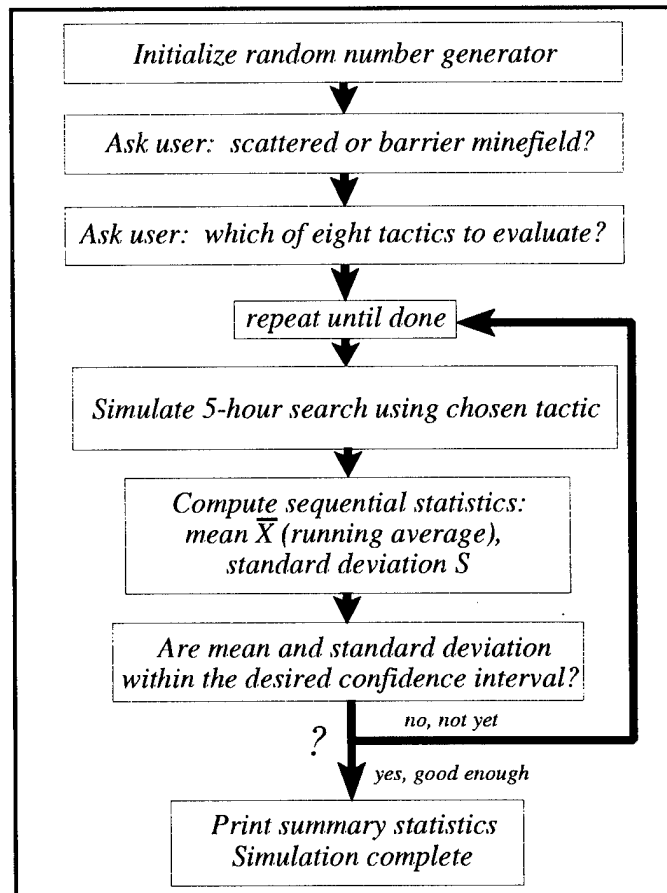 Initialize random number generator
Ask user: scattered or barrier minefield?
Ask user: which of eight tactics to evaluate?
repeat until done
Simulate 5-hour search using chosen tactic
Compute sequential statistics:
mean X̅ (running average),
standard deviation S
Are mean and standard deviation
within the desired confidence interval?
?
no, not yet
yes, good enough
Print summary statistics
Simulation complete